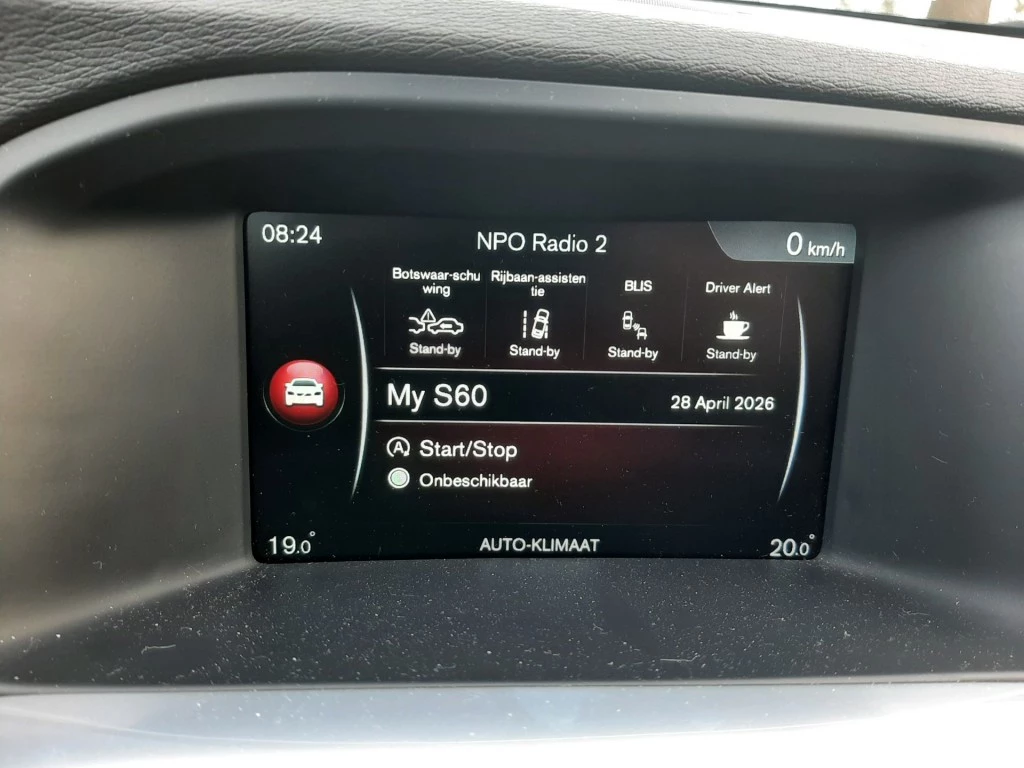 08:24
NPO Radio 2
0 km/h
Botswaar-schu
wing
Rijbaan-assisten
tie
BLIS
Driver Alert
Stand-by
Stand-by
Stand-by
Stand-by
My S60
28 April 2026
A Start/Stop
Onbeschikbaar
19.0°
AUTO-KLIMAAT
20.0°